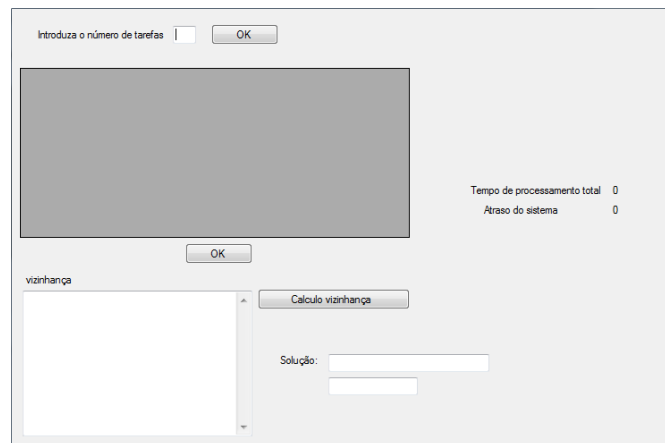 Introduza o número de tarefas OK
Tempo de processamento total 0
Atraso do sistema 0
OK
vizinhança
Calculo vizinhança
Solução: